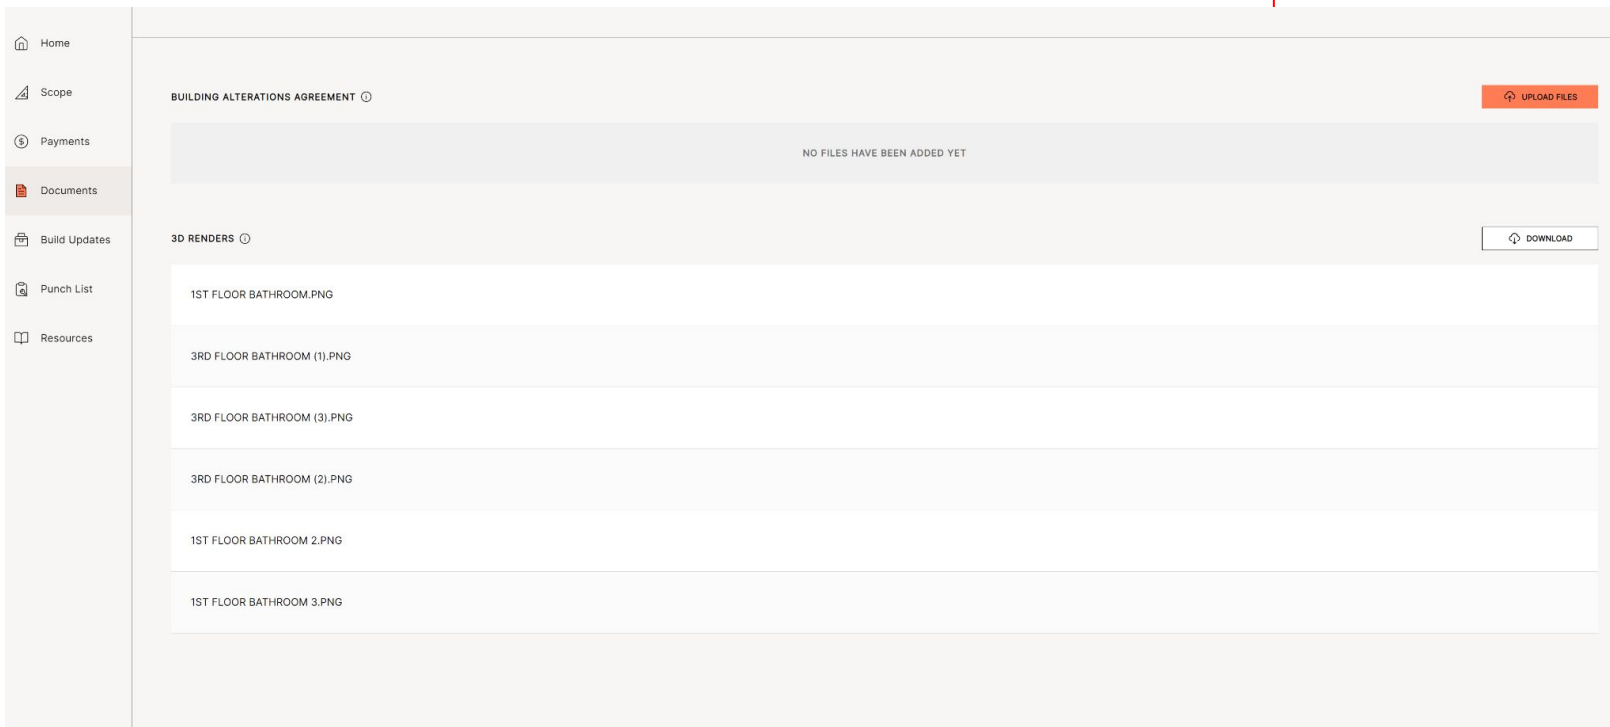 Home
Scope
Payments
Documents
Build Updates
Punch List
Resources
BUILDING ALTERATIONS AGREEMENT
UPLOAD FILES
NO FILES HAVE BEEN ADDED YET
3D RENDERS
DOWNLOAD
1ST FLOOR BATHROOM.PNG
3RD FLOOR BATHROOM (1).PNG
3RD FLOOR BATHROOM (3).PNG
3RD FLOOR BATHROOM (2).PNG
1ST FLOOR BATHROOM 2.PNG
1ST FLOOR BATHROOM 3.PNG